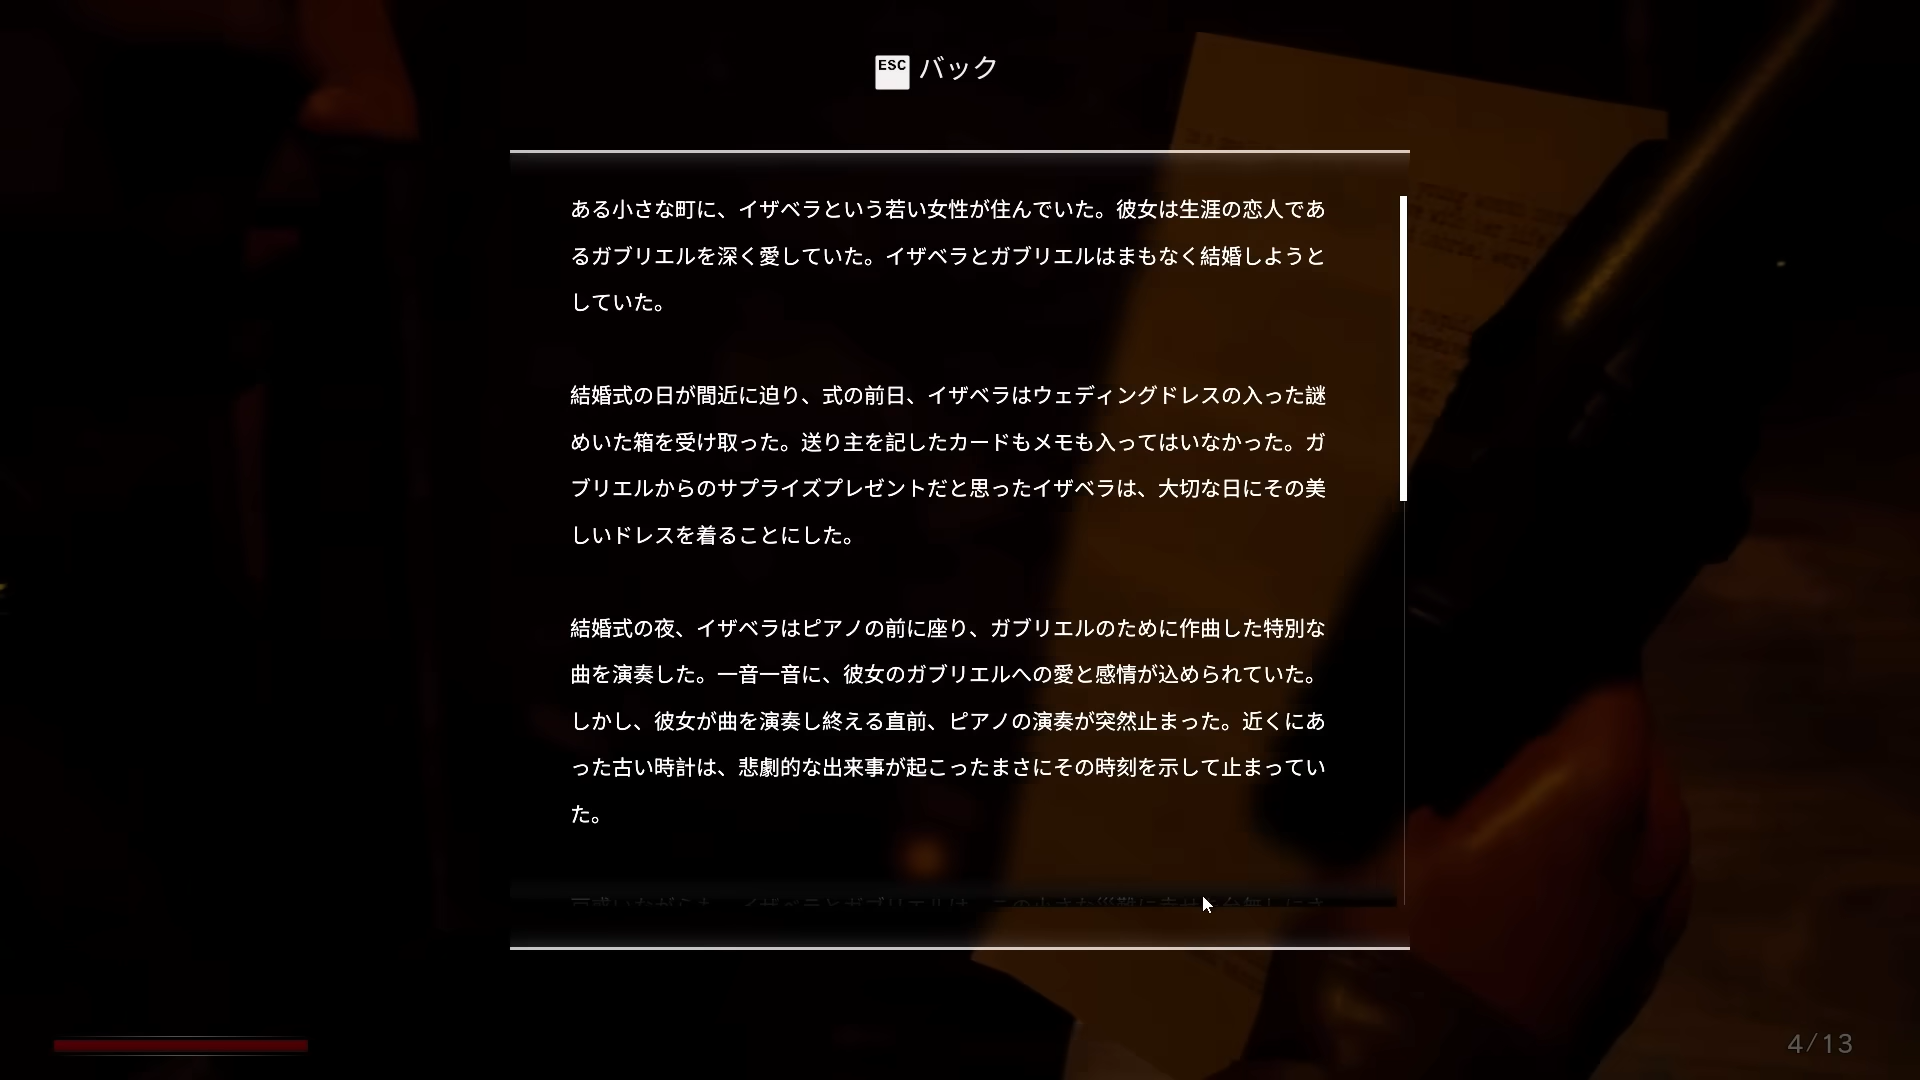 ESC バック
ある小さな町に、イザベラという若い女性が住んでいた。彼女は生涯の恋人であ
るガブリエルを深く愛していた。イザベラとガブリエルはまもなく結婚しようと
していた。
結婚式の日が間近に迫り、式の前日、イザベラはウェディングドレスの入った謎
めいた箱を受け取った。送り主を記したカードもメモも入ってはいなかった。ガ
ブリエルからのサプライズプレゼントだと思ったイザベラは、大切な日にその美
しいドレスを着ることにした。
結婚式の夜、イザベラはピアノの前に座り、ガブリエルのために作曲した特別な
曲を演奏した。一音一音に、彼女のガブリエルへの愛と感情が込められていた。
しかし、彼女が曲を演奏し終える直前、ピアノの演奏が突然止まった。近くにあ
った古い時計は、悲劇的な出来事が起こったまさにその時刻を示して止まってい
た。
4/13